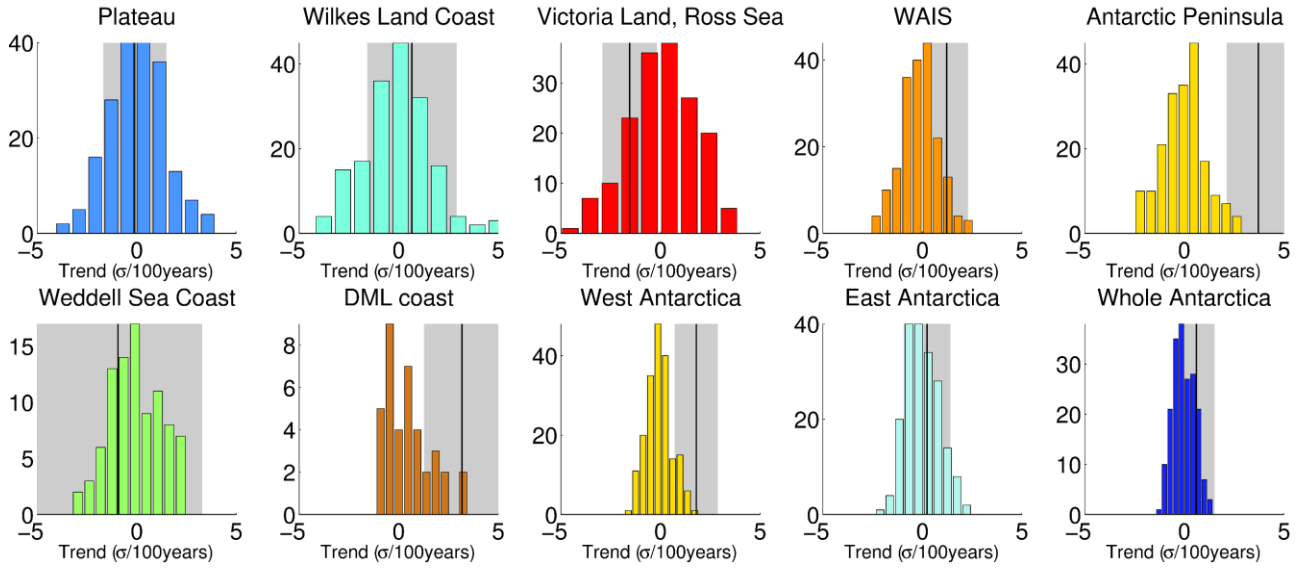 Plateau
Wilkes Land Coast
Victoria Land, Ross Sea
WAIS
Antarctic Peninsula
40
20
0
−5 0 5
Trend (σ/100years)
40
20
0
−5 0 5
Trend (σ/100years)
30
20
10
0
−5 0 5
Trend (σ/100years)
40
20
0
−5 0 5
Trend (σ/100years)
40
20
0
−5 0 5
Trend (σ/100years)
Weddell Sea Coast
DML coast
West Antarctica
East Antarctica
Whole Antarctica
15
10
5
0
−5 0 5
Trend (σ/100years)
8
6
4
2
0
−5 0 5
Trend (σ/100years)
40
20
0
−5 0 5
Trend (σ/100years)
40
20
0
−5 0 5
Trend (σ/100years)
30
20
10
0
−5 0 5
Trend (σ/100years)